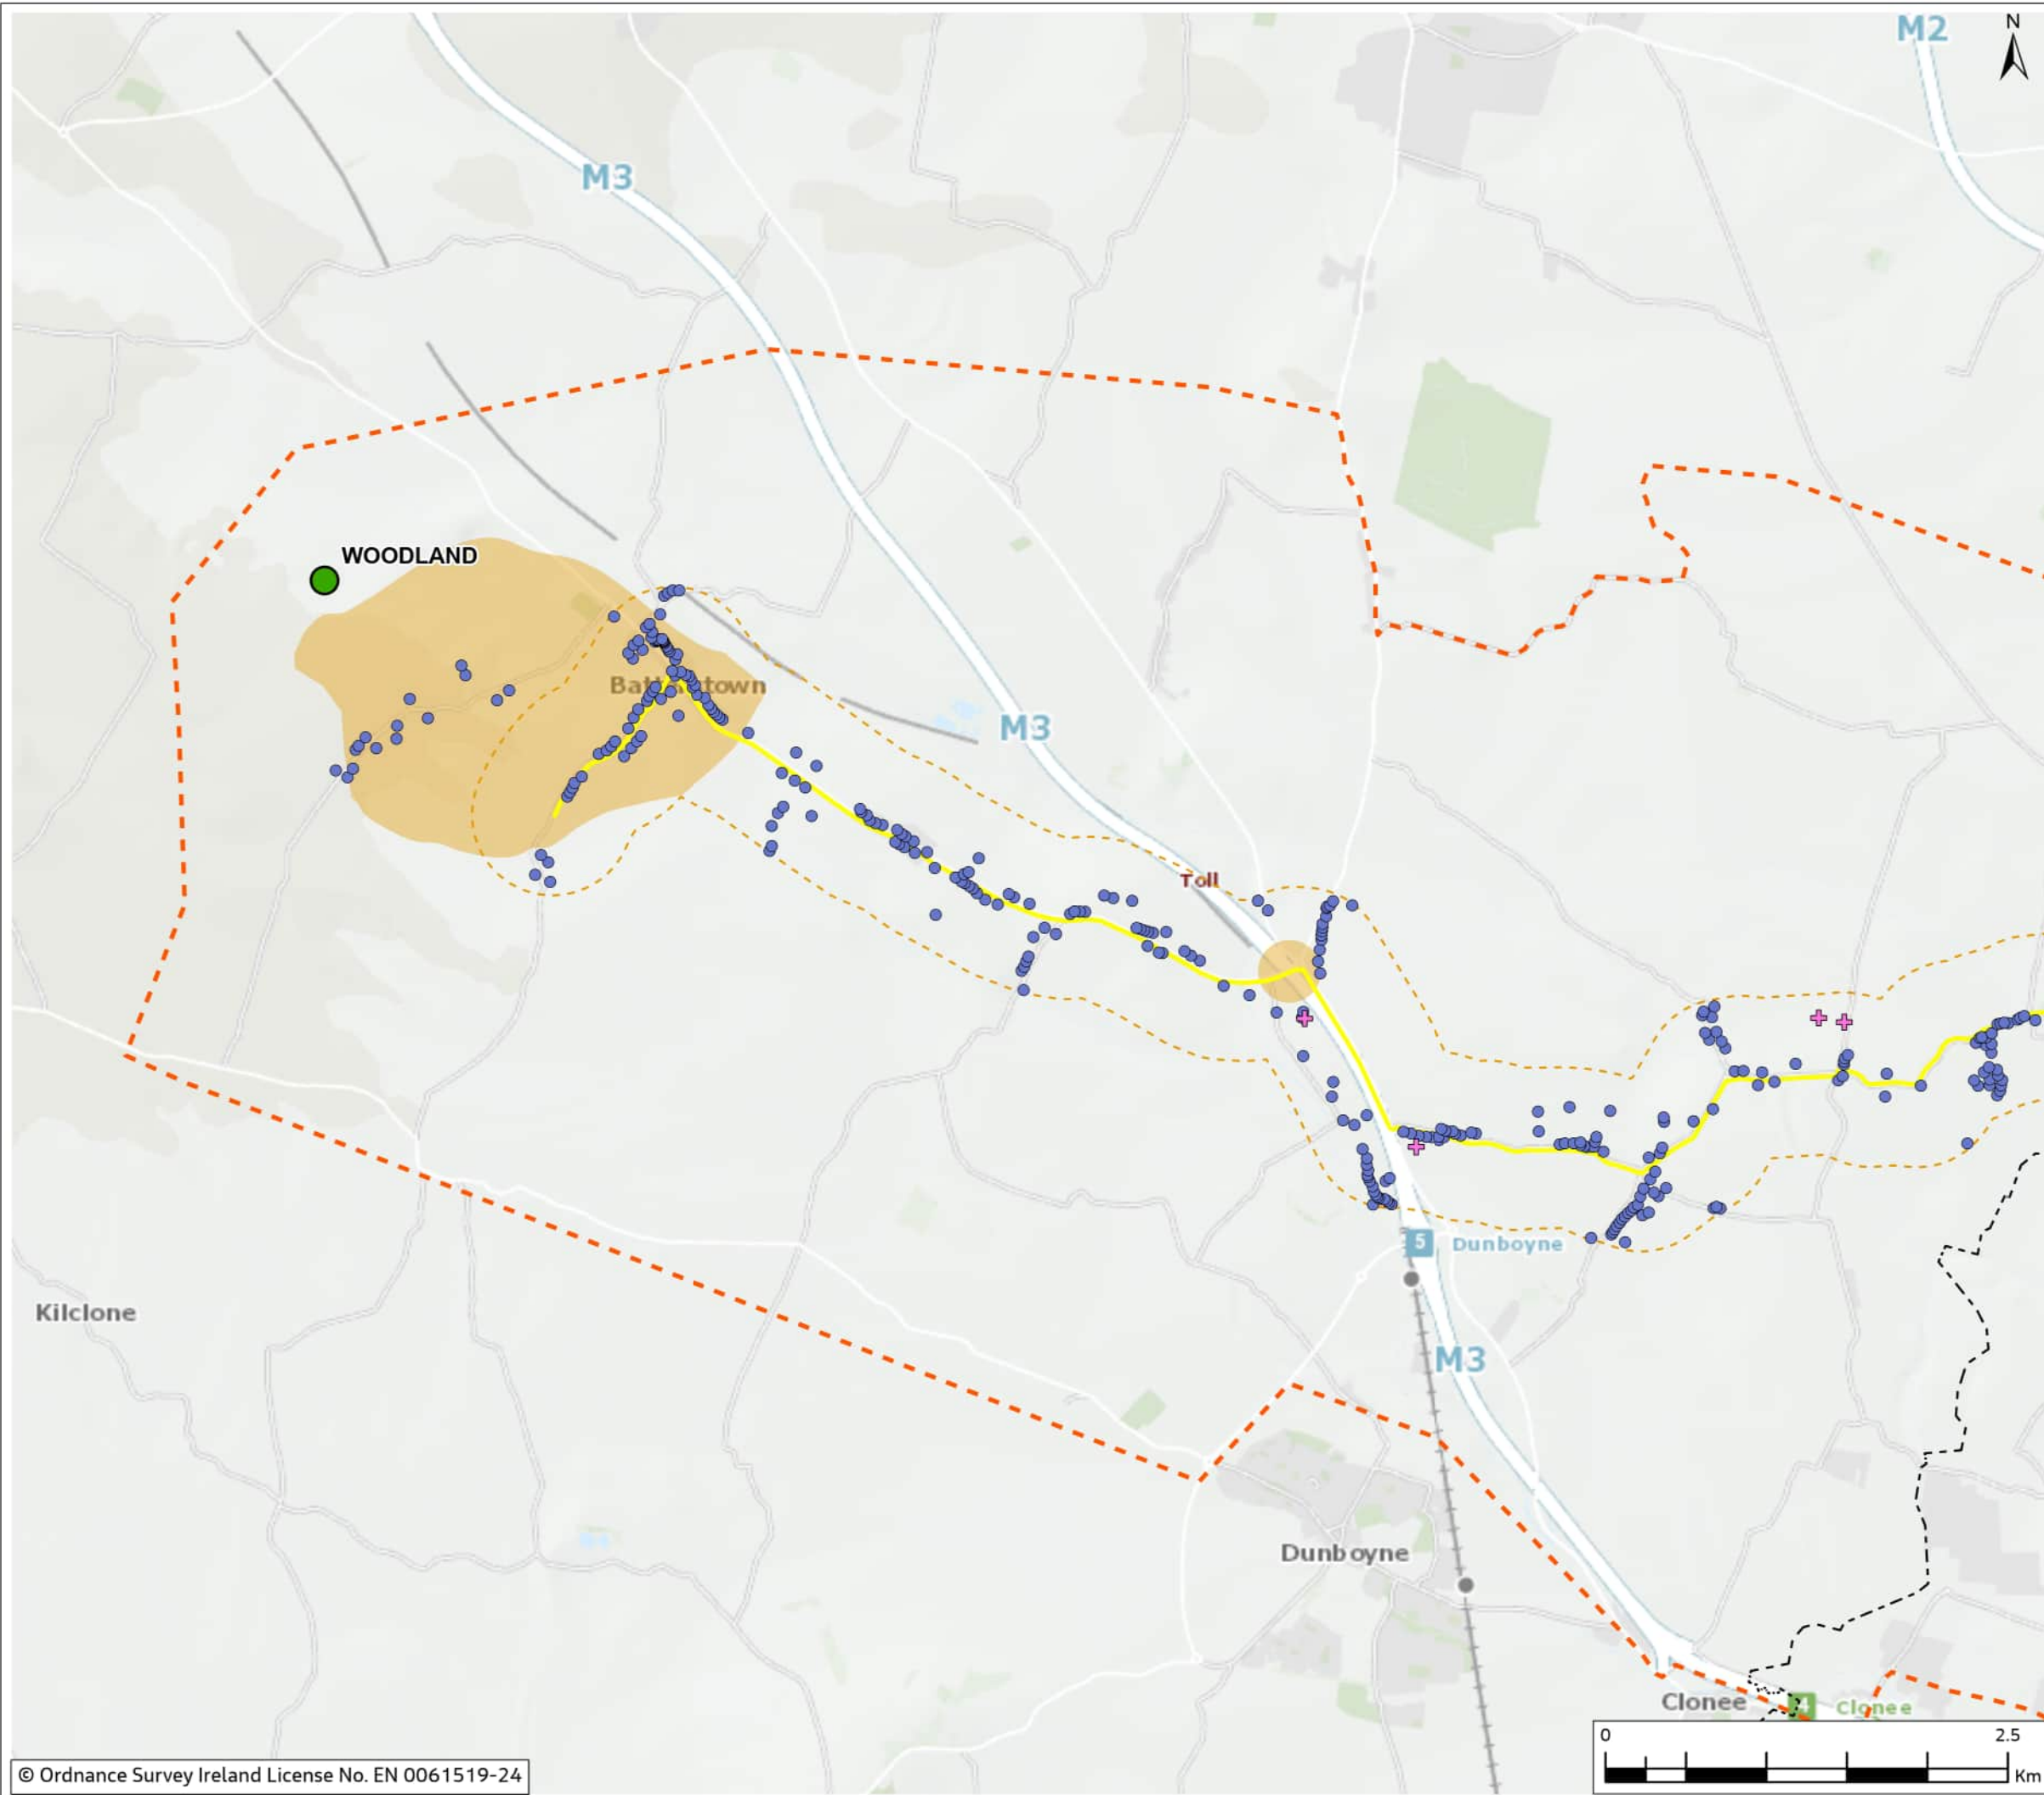 M2
N
M3
WOODLAND
M3
Toll
5 Dunboyne
Kilclone
M3
Dunboyne
Clonee
4 Clonee
0 2.5
Km
© Ordnance Survey Ireland License No. EN 0061519-24